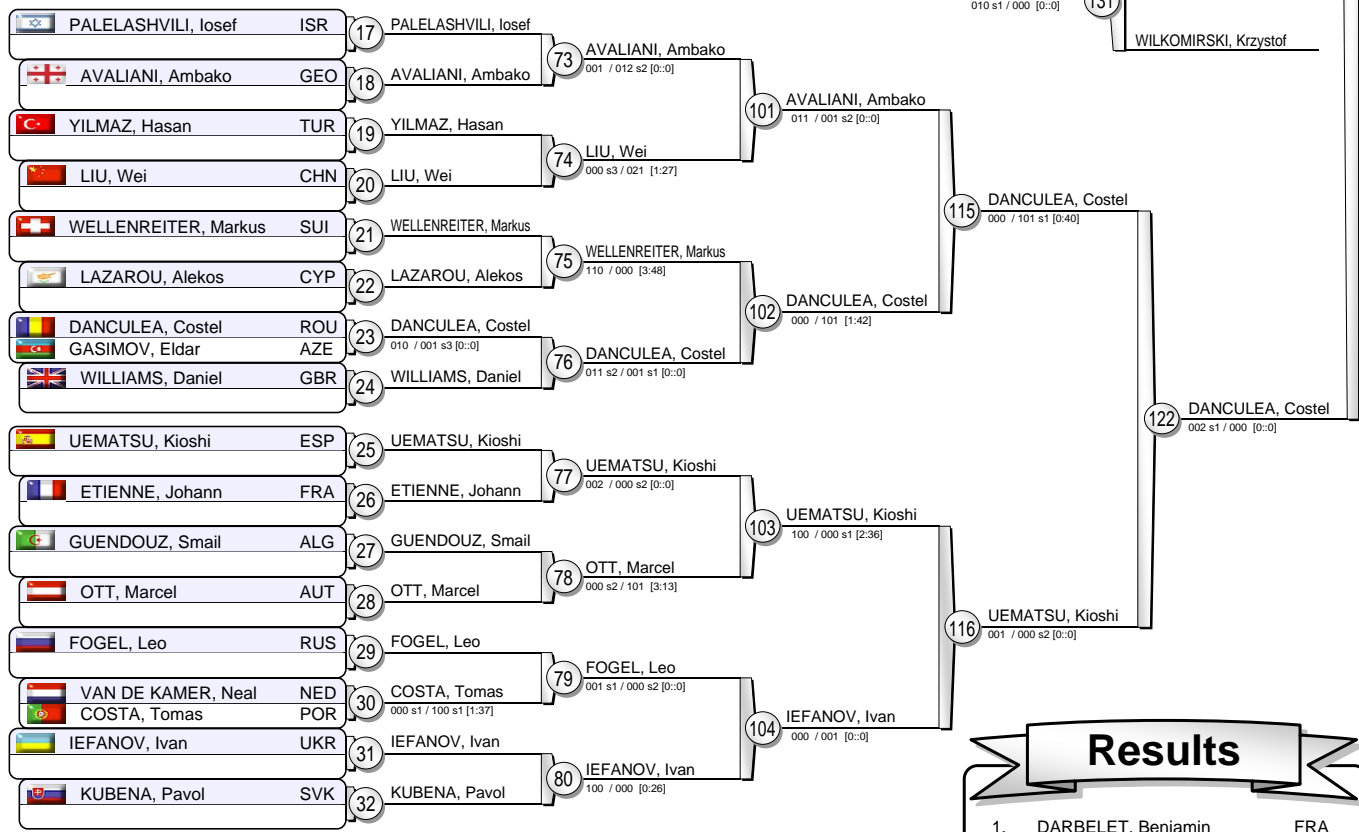 010 s1 / 000 [0::0]
131
WILKOMIRSKI, Krzystof
PALELASHVILI, Iosef ISR
17
PALELASHVILI, Iosef
AVALIANI, Ambako GEO
18
AVALIANI, Ambako
73
AVALIANI, Ambako
001 / 012 s2 [0::0]
YILMAZ, Hasan TUR
19
YILMAZ, Hasan
LIU, Wei CHN
20
LIU, Wei
74
LIU, Wei
000 s3 / 021 [1:27]
101
AVALIANI, Ambako
011 / 001 s2 [0::0]
WELLENREITER, Markus SUI
21
WELLENREITER, Markus
LAZAROU, Alekos CYP
22
LAZAROU, Alekos
75
WELLENREITER, Markus
110 / 000 [3:48]
DANCULEA, Costel ROU
GASIMOV, Eldar AZE
23
DANCULEA, Costel
010 / 001 s3 [0::0]
WILLIAMS, Daniel GBR
24
WILLIAMS, Daniel
76
DANCULEA, Costel
011 s2 / 001 s1 [0::0]
102
DANCULEA, Costel
000 / 101 [1:42]
115
DANCULEA, Costel
000 / 101 s1 [0:40]
UEMATSU, Kioshi ESP
25
UEMATSU, Kioshi
ETIENNE, Johann FRA
26
ETIENNE, Johann
77
UEMATSU, Kioshi
002 / 000 s2 [0::0]
GUENDOUZ, Smail ALG
27
GUENDOUZ, Smail
OTT, Marcel AUT
28
OTT, Marcel
78
OTT, Marcel
000 s2 / 101 [3:13]
103
UEMATSU, Kioshi
100 / 000 s1 [2:36]
FOGEL, Leo RUS
29
FOGEL, Leo
VAN DE KAMER, Neal NED
COSTA, Tomas POR
30
COSTA, Tomas
000 s1 / 100 s1 [1:37]
79
FOGEL, Leo
001 s1 / 000 s2 [0::0]
IEFANOV, Ivan UKR
31
IEFANOV, Ivan
KUBENA, Pavol SVK
32
KUBENA, Pavol
80
IEFANOV, Ivan
100 / 000 [0:26]
104
IEFANOV, Ivan
000 / 001 [0::0]
116
UEMATSU, Kioshi
001 / 000 s2 [0::0]
122
DANCULEA, Costel
002 s1 / 000 [0::0]
Results
1. DARBELET, Benjamin FRA